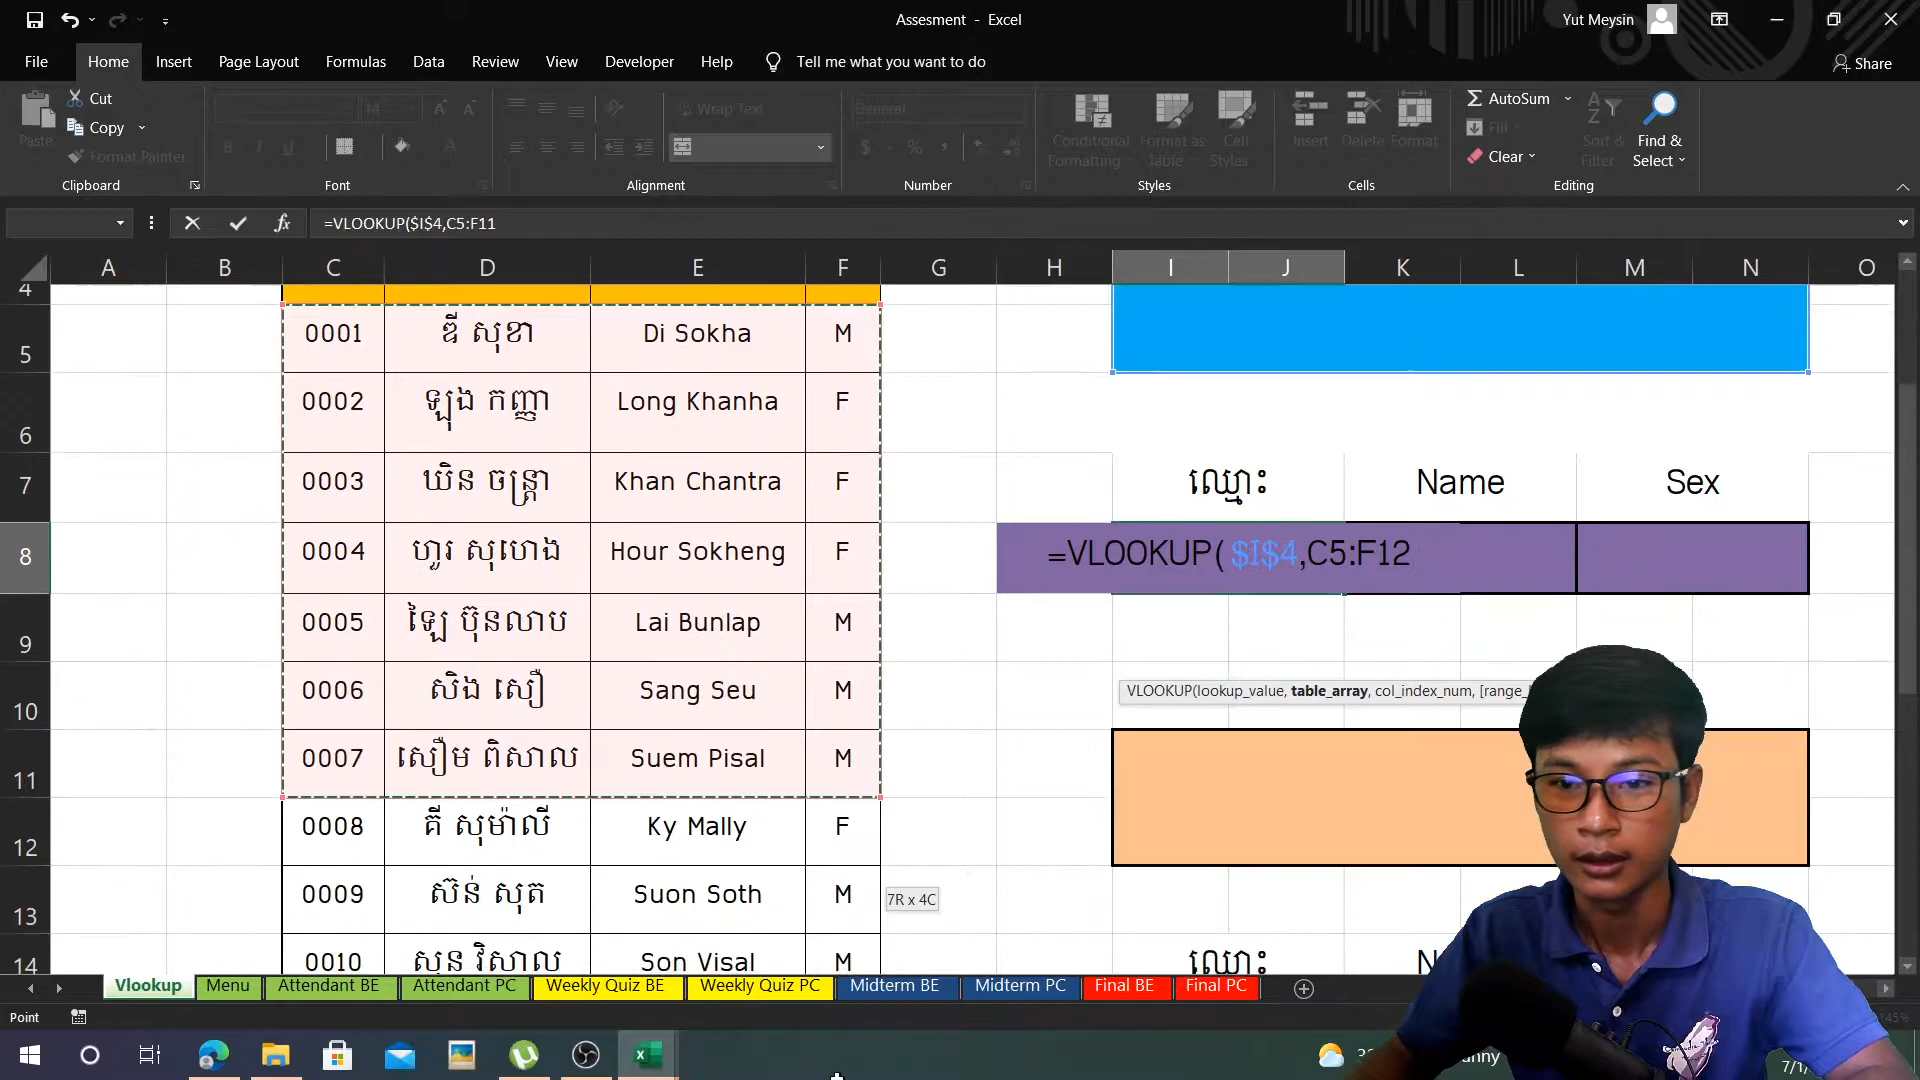 Assesment - Excel
Yut Meysin
File Home Insert Page Layout Formulas Data Review View Developer Help Tell me what you want to do
Share
Paste
Cut
Copy
Format Painter
14
Wrap Text
General
Conditional Formatting
Format as Table
Cell Styles
Insert Delete Format
AutoSum
Fill
Clear
Sort & Filter
Find & Select
Clipboard Font Alignment Number Styles Cells Editing
=VLOOKUP($I$4,C5:F11
A B C D E F G H I J K L M N O
4
5 0001 ឌី សុខា Di Sokha M
6 0002 ឡុង កញ្ញា Long Khanha F
7 0003 ឃិន ចន្ត្រា Khan Chantra F ឈ្មោះ Name Sex
8 0004 ហួរ សុហេង Hour Sokheng F =VLOOKUP( $I$4,C5:F12
9 0005 ឡៃ ប៊ុនលាប Lai Bunlap M
10 0006 សិង សឿ Sang Seu M VLOOKUP(lookup_value, table_array, col_index_num, [range_
11 0007 សឿម ពិសាល Suem Pisal M
12 0008 គី សុម៉ាលី Ky Mally F
13 0009 ស៊ន់ សុត Suon Soth M 7R x 4C
14 0010 សុន វិសាល Son Visal M ឈ្មោះ
Vlookup Menu Attendant BE Attendant PC Weekly Quiz BE Weekly Quiz PC Midterm BE Midterm PC Final BE Final PC
Point
145%